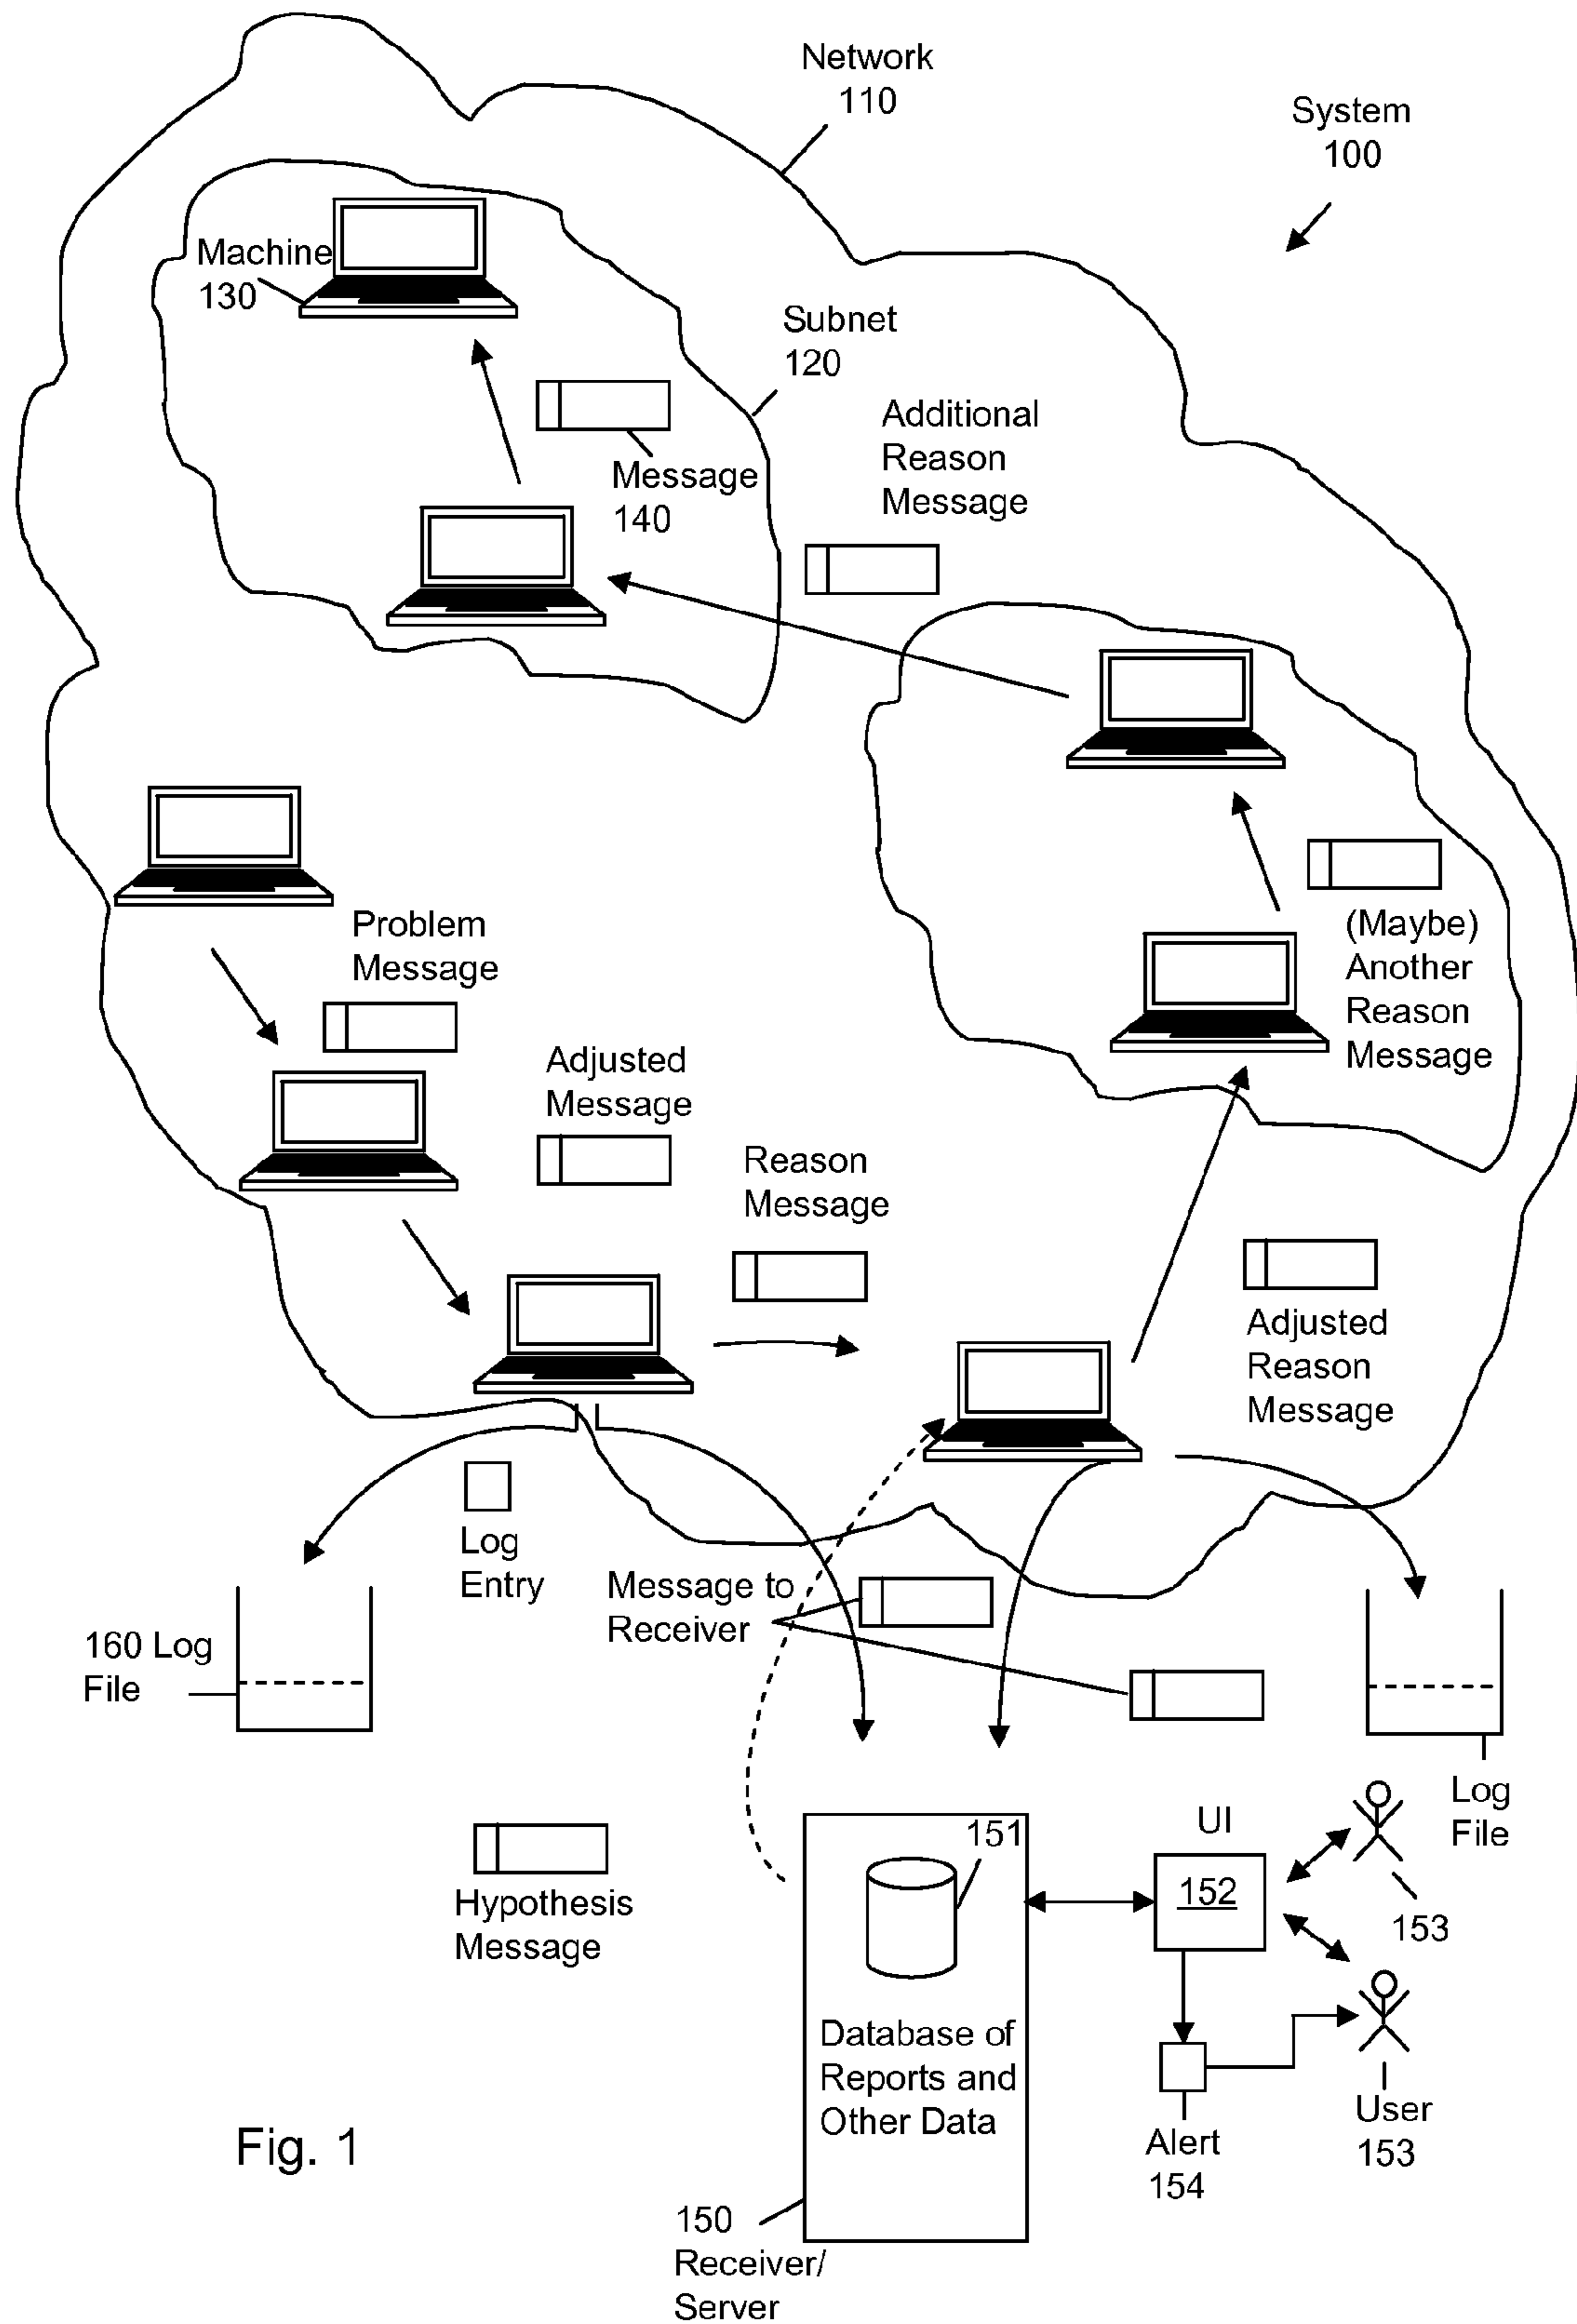 Network
110
System
100
Machine
130
Subnet
120
Additional
Reason
Message
Message
140
Problem
Message
(Maybe)
Another
Reason
Message
Adjusted
Message
Reason
Message
Adjusted
Reason
Message
Log
Entry
Message to
Receiver
160 Log
File
Log
File
UI
151
152
153
Hypothesis
Message
Database of
Reports and
Other Data
User
153
Alert
154
Fig. 1
150
Receiver/
Server